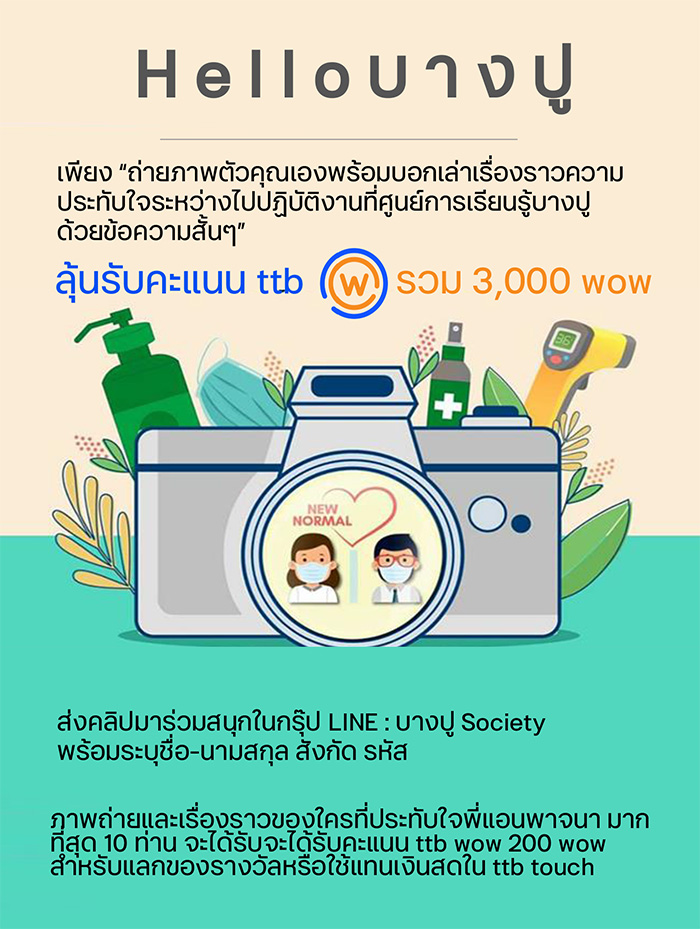 Helloบางปู
เพียง “ถ่ายภาพตัวคุณเองพร้อมบอกเล่าเรื่องราวความ
ประทับใจระหว่างไปปฏิบัติงานที่ศูนย์การเรียนรู้บางปู
ด้วยข้อความสั้นๆ”
ลุ้นรับคะแนน ttb w รวม 3,000 wow
36°
NEW
NORMAL
ส่งคลิปมาร่วมสนุกในกรุ๊ป LINE : บางปู Society
พร้อมระบุชื่อ-นามสกุล สังกัด รหัส
ภาพถ่ายและเรื่องราวของใครที่ประทับใจพี่แอนพาจนา มาก
ที่สุด 10 ท่าน จะได้รับจะได้รับคะแนน ttb wow 200 wow
สำหรับแลกของรางวัลหรือใช้แทนเงินสดใน ttb touch